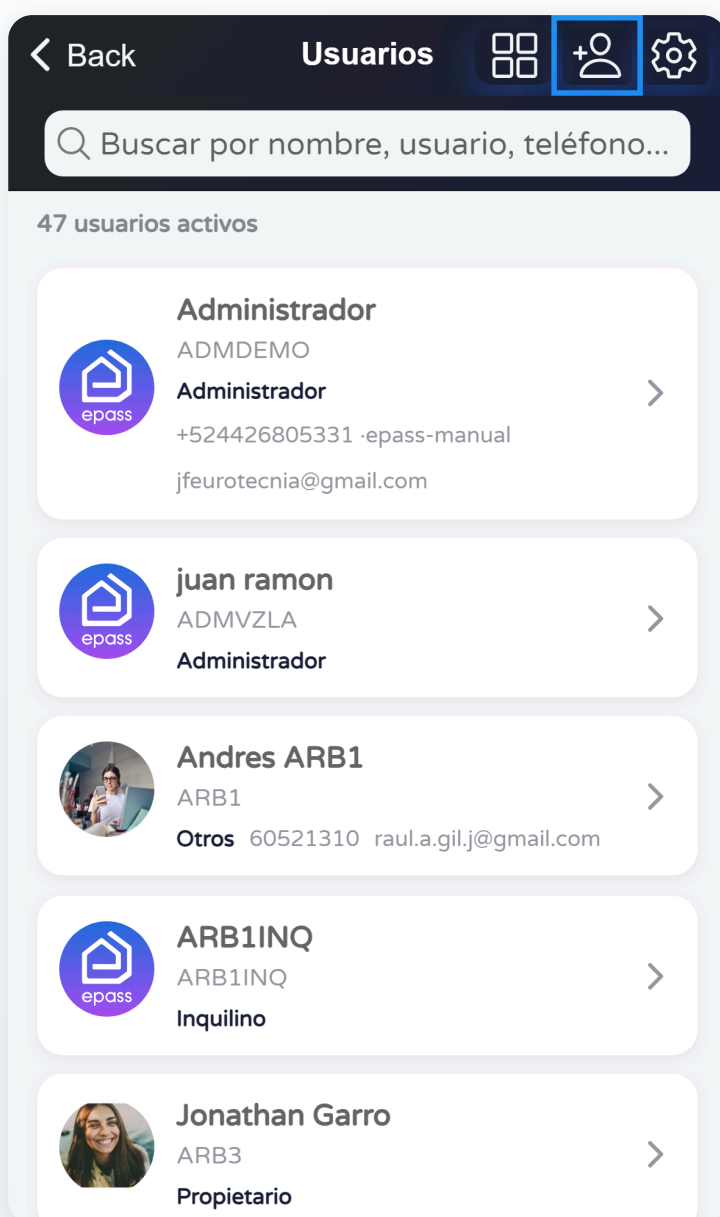 Back
Usuarios
Buscar por nombre, usuario, teléfono...
47 usuarios activos
Administrador
ADMDEMO
epass
Administrador
+524426805331 ·epass-manual
jfeurotecnia@gmail.com
juan ramon
ADMVZLA
epass
Administrador
Andres ARB1
ARB1
Otros 60521310 raul.a.gil.j@gmail.com
ARB1INQ
ARB1INQ
epass
Inquilino
Jonathan Garro
ARB3
Propietario